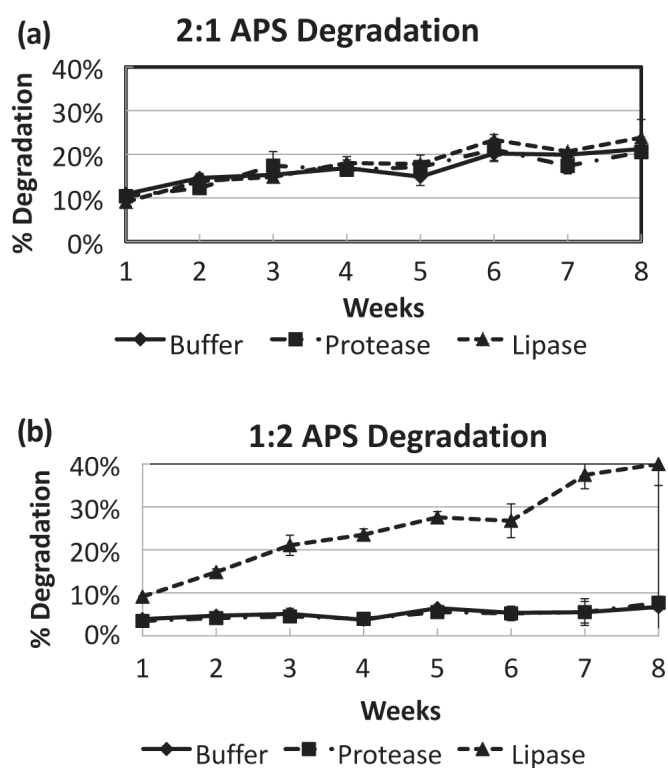 (a)
2:1 APS Degradation
40%
30%
20%
10%
0%
% Degradation
1 2 3 4 5 6 7 8
Weeks
Buffer Protease Lipase
(b)
1:2 APS Degradation
40%
30%
20%
10%
0%
% Degradation
1 2 3 4 5 6 7 8
Weeks
Buffer Protease Lipase